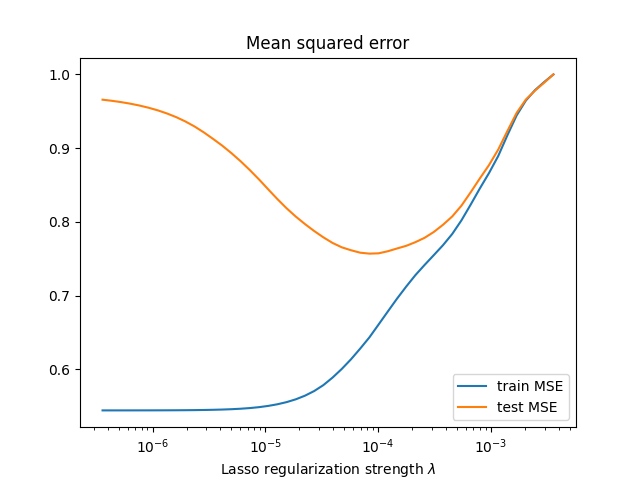 Mean squared error
1.0
0.9
0.8
0.7
0.6
10⁻⁶
10⁻⁵
10⁻⁴
10⁻³
train MSE
test MSE
Lasso regularization strength λ